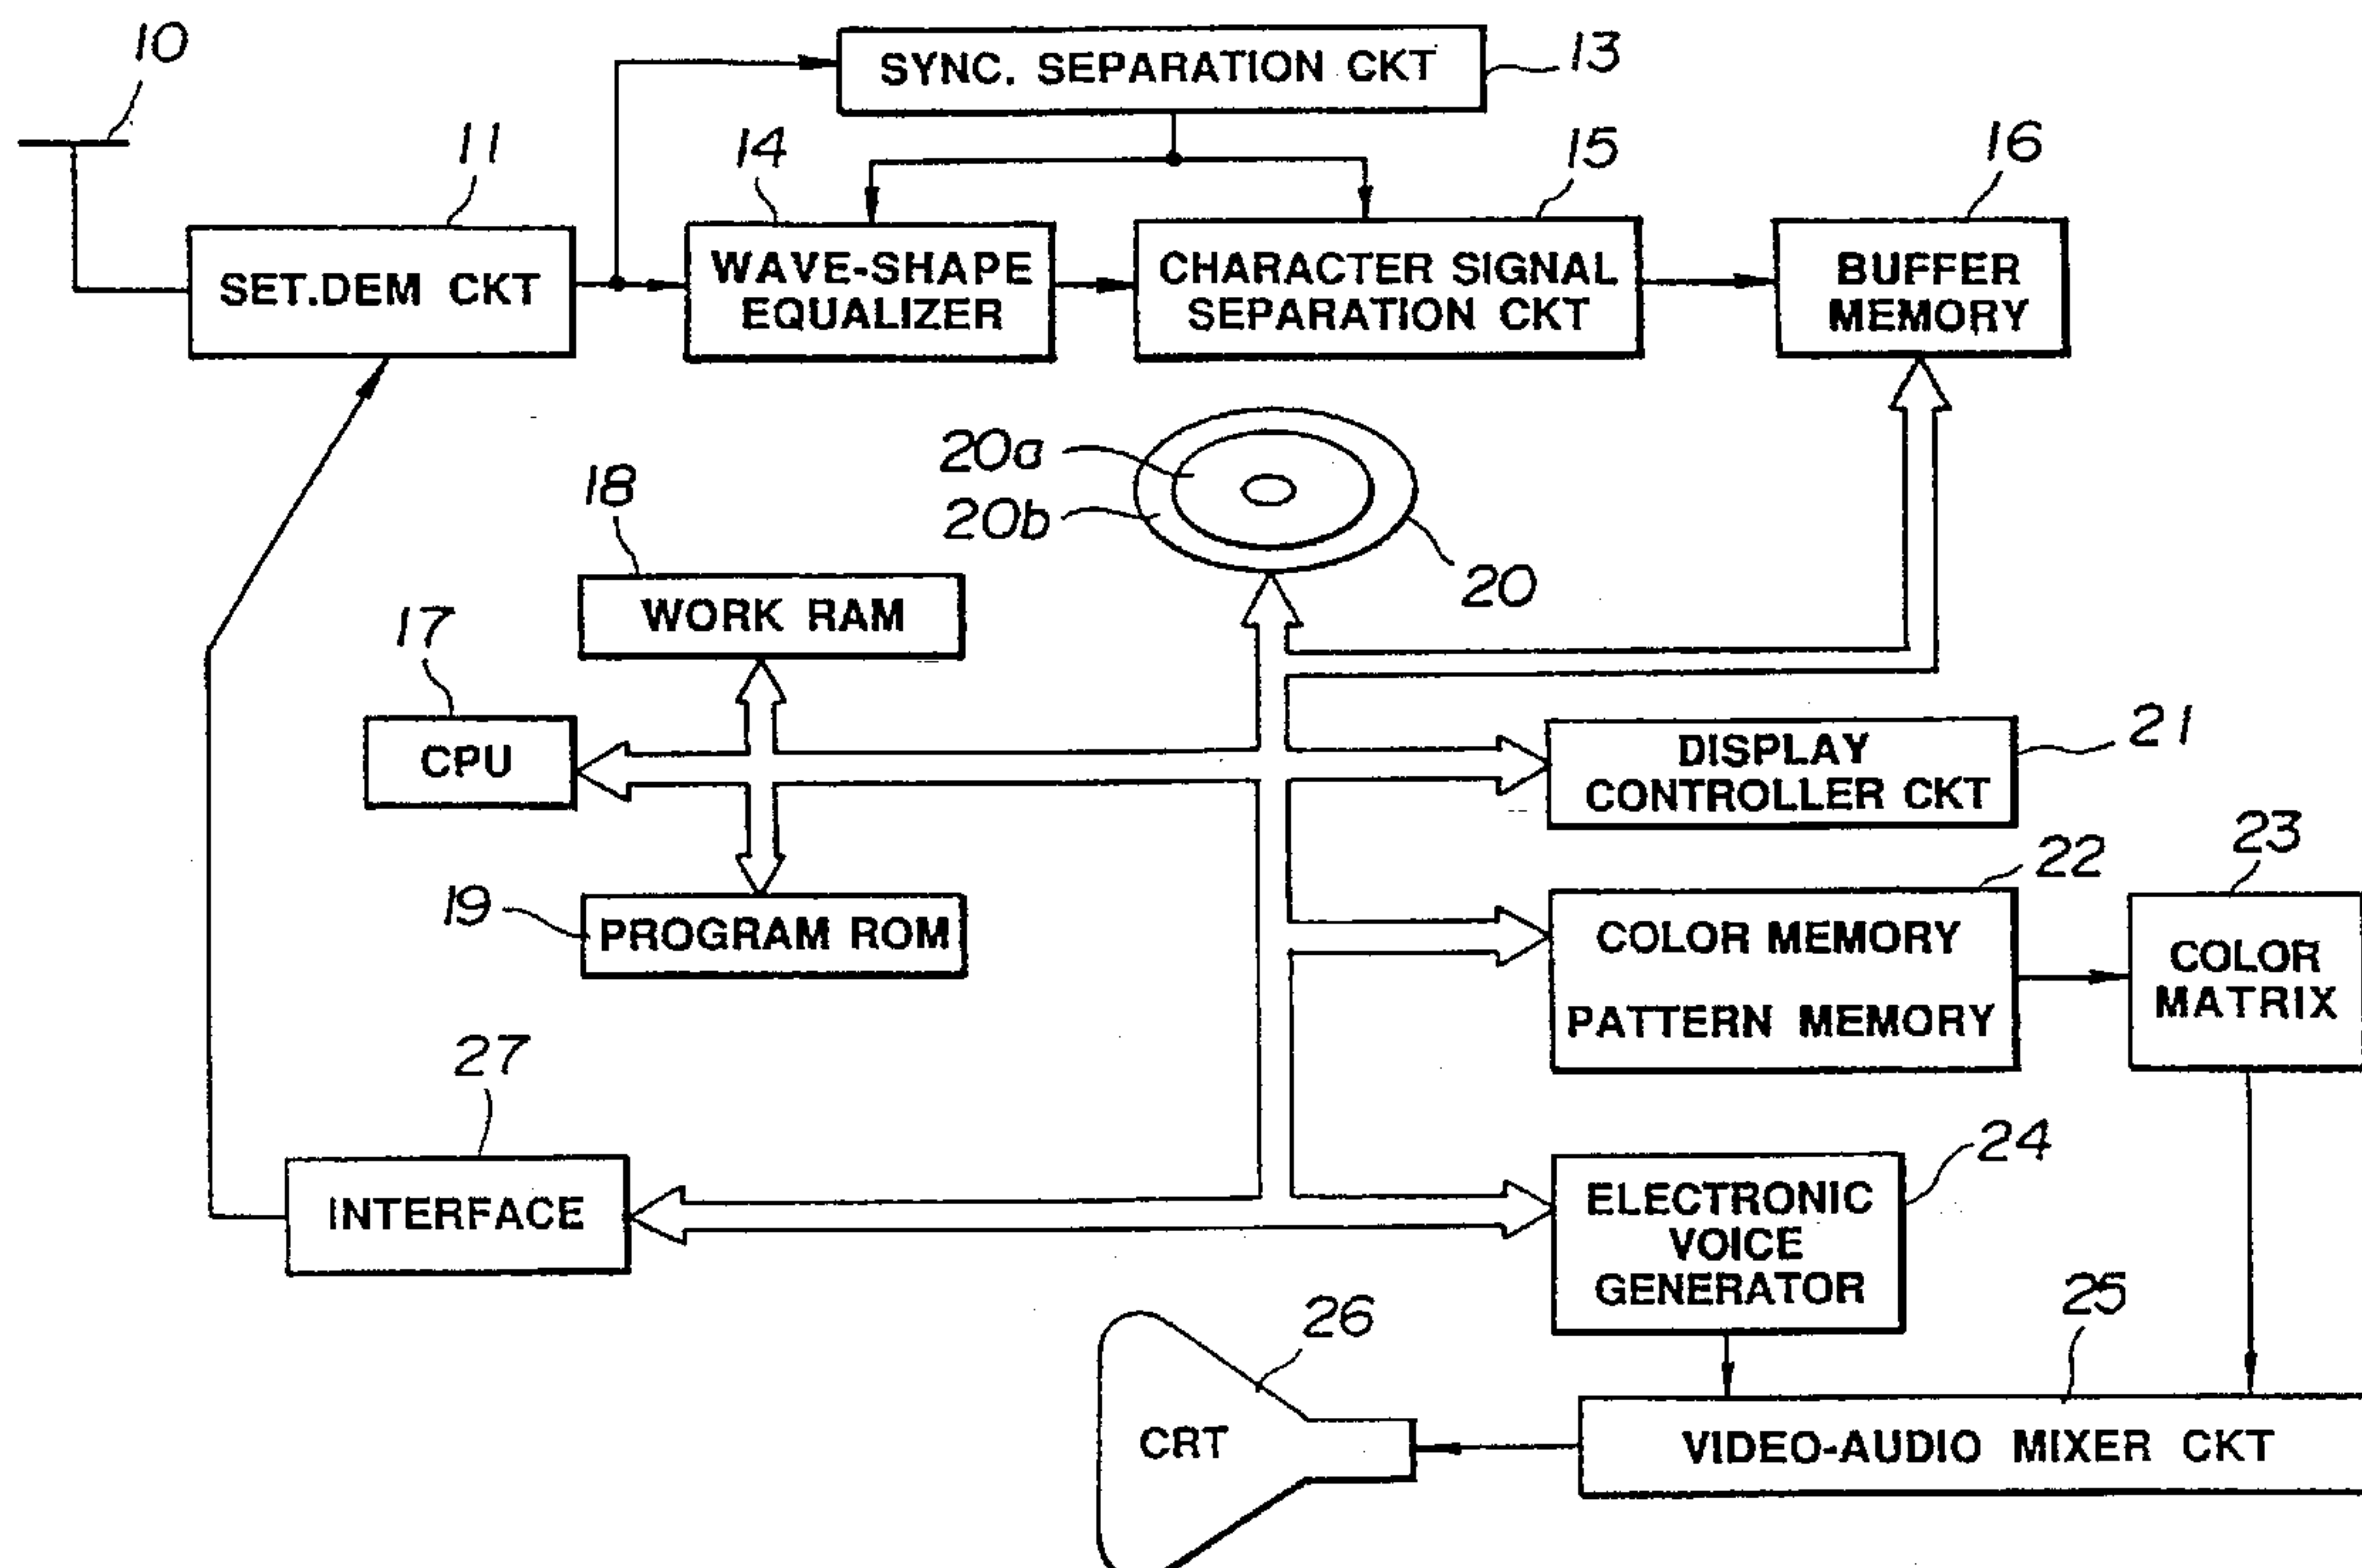 10
SYNC. SEPARATION CKT
13
11
14
15
16
SET.DEM CKT
WAVE-SHAPE
EQUALIZER
CHARACTER SIGNAL
SEPARATION CKT
BUFFER
MEMORY
20a
20b
20
18
WORK RAM
17
CPU
19
PROGRAM ROM
DISPLAY
CONTROLLER CKT
21
22
COLOR MEMORY
PATTERN MEMORY
23
COLOR
MATRIX
27
INTERFACE
24
ELECTRONIC
VOICE
GENERATOR
26
CRT
25
VIDEO-AUDIO MIXER CKT